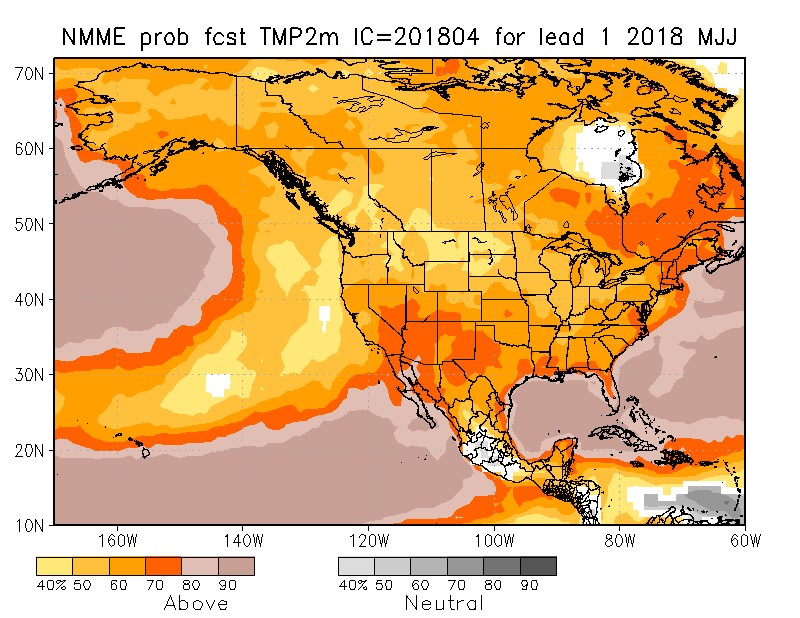 NMME prob fcst TMP2m IC=201804 for lead 1 2018 MJJ
70N
60N
50N
40N
30N
20N
10N
160W 140W 120W 100W 80W 60W
40% 50 60 70 80 90 40% 50 60 70 80 90
Above Neutral